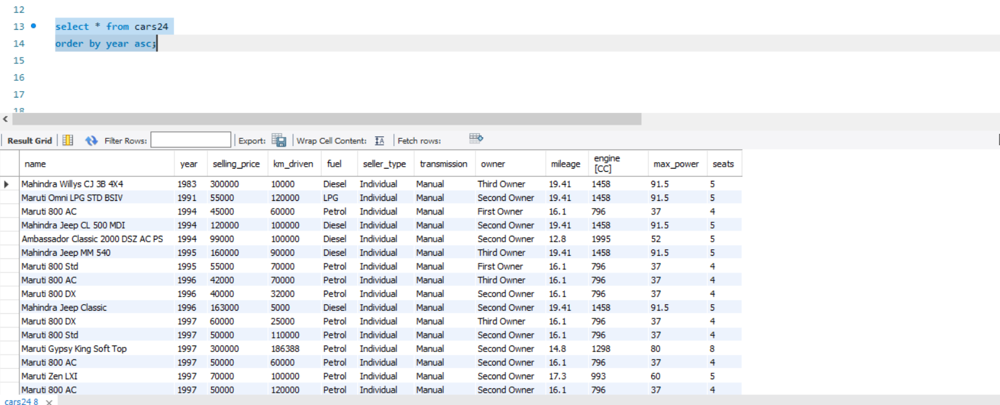 12
13 select * from cars24
14 order by year asc;
15
16
17
18
Result Grid Filter Rows: Export: Wrap Cell Content: Fetch rows:
name year selling_price km_driven fuel seller_type transmission owner mileage engine [CC] max_power seats
Mahindra Willys CJ 3B 4X4 1983 300000 10000 Diesel Individual Manual Third Owner 19.41 1458 91.5 5
Maruti Omni LPG STD BSIV 1991 55000 120000 LPG Individual Manual Second Owner 19.41 1458 91.5 5
Maruti 800 AC 1994 45000 60000 Petrol Individual Manual First Owner 16.1 796 37 4
Mahindra Jeep CL 500 MDI 1994 120000 100000 Diesel Individual Manual Second Owner 19.41 1458 91.5 5
Ambassador Classic 2000 DSZ AC PS 1994 99000 100000 Diesel Individual Manual Second Owner 12.8 1995 52 5
Mahindra Jeep MM 540 1995 160000 90000 Diesel Individual Manual Third Owner 19.41 1458 91.5 5
Maruti 800 Std 1995 55000 70000 Petrol Individual Manual First Owner 16.1 796 37 4
Maruti 800 AC 1996 42000 70000 Petrol Individual Manual Third Owner 16.1 796 37 4
Maruti 800 DX 1996 40000 32000 Petrol Individual Manual Second Owner 16.1 796 37 4
Mahindra Jeep Classic 1996 163000 5000 Diesel Individual Manual Second Owner 19.41 1458 91.5 5
Maruti 800 DX 1997 60000 25000 Petrol Individual Manual Third Owner 16.1 796 37 4
Maruti 800 Std 1997 50000 110000 Petrol Individual Manual Second Owner 16.1 796 37 4
Maruti Gypsy King Soft Top 1997 300000 186388 Petrol Individual Manual Second Owner 14.8 1298 80 8
Maruti 800 AC 1997 50000 60000 Petrol Individual Manual Second Owner 16.1 796 37 4
Maruti Zen LXI 1997 70000 100000 Petrol Individual Manual Second Owner 17.3 993 60 5
Maruti 800 AC 1997 50000 120000 Petrol Individual Manual Second Owner 16.1 796 37 4
cars24 8